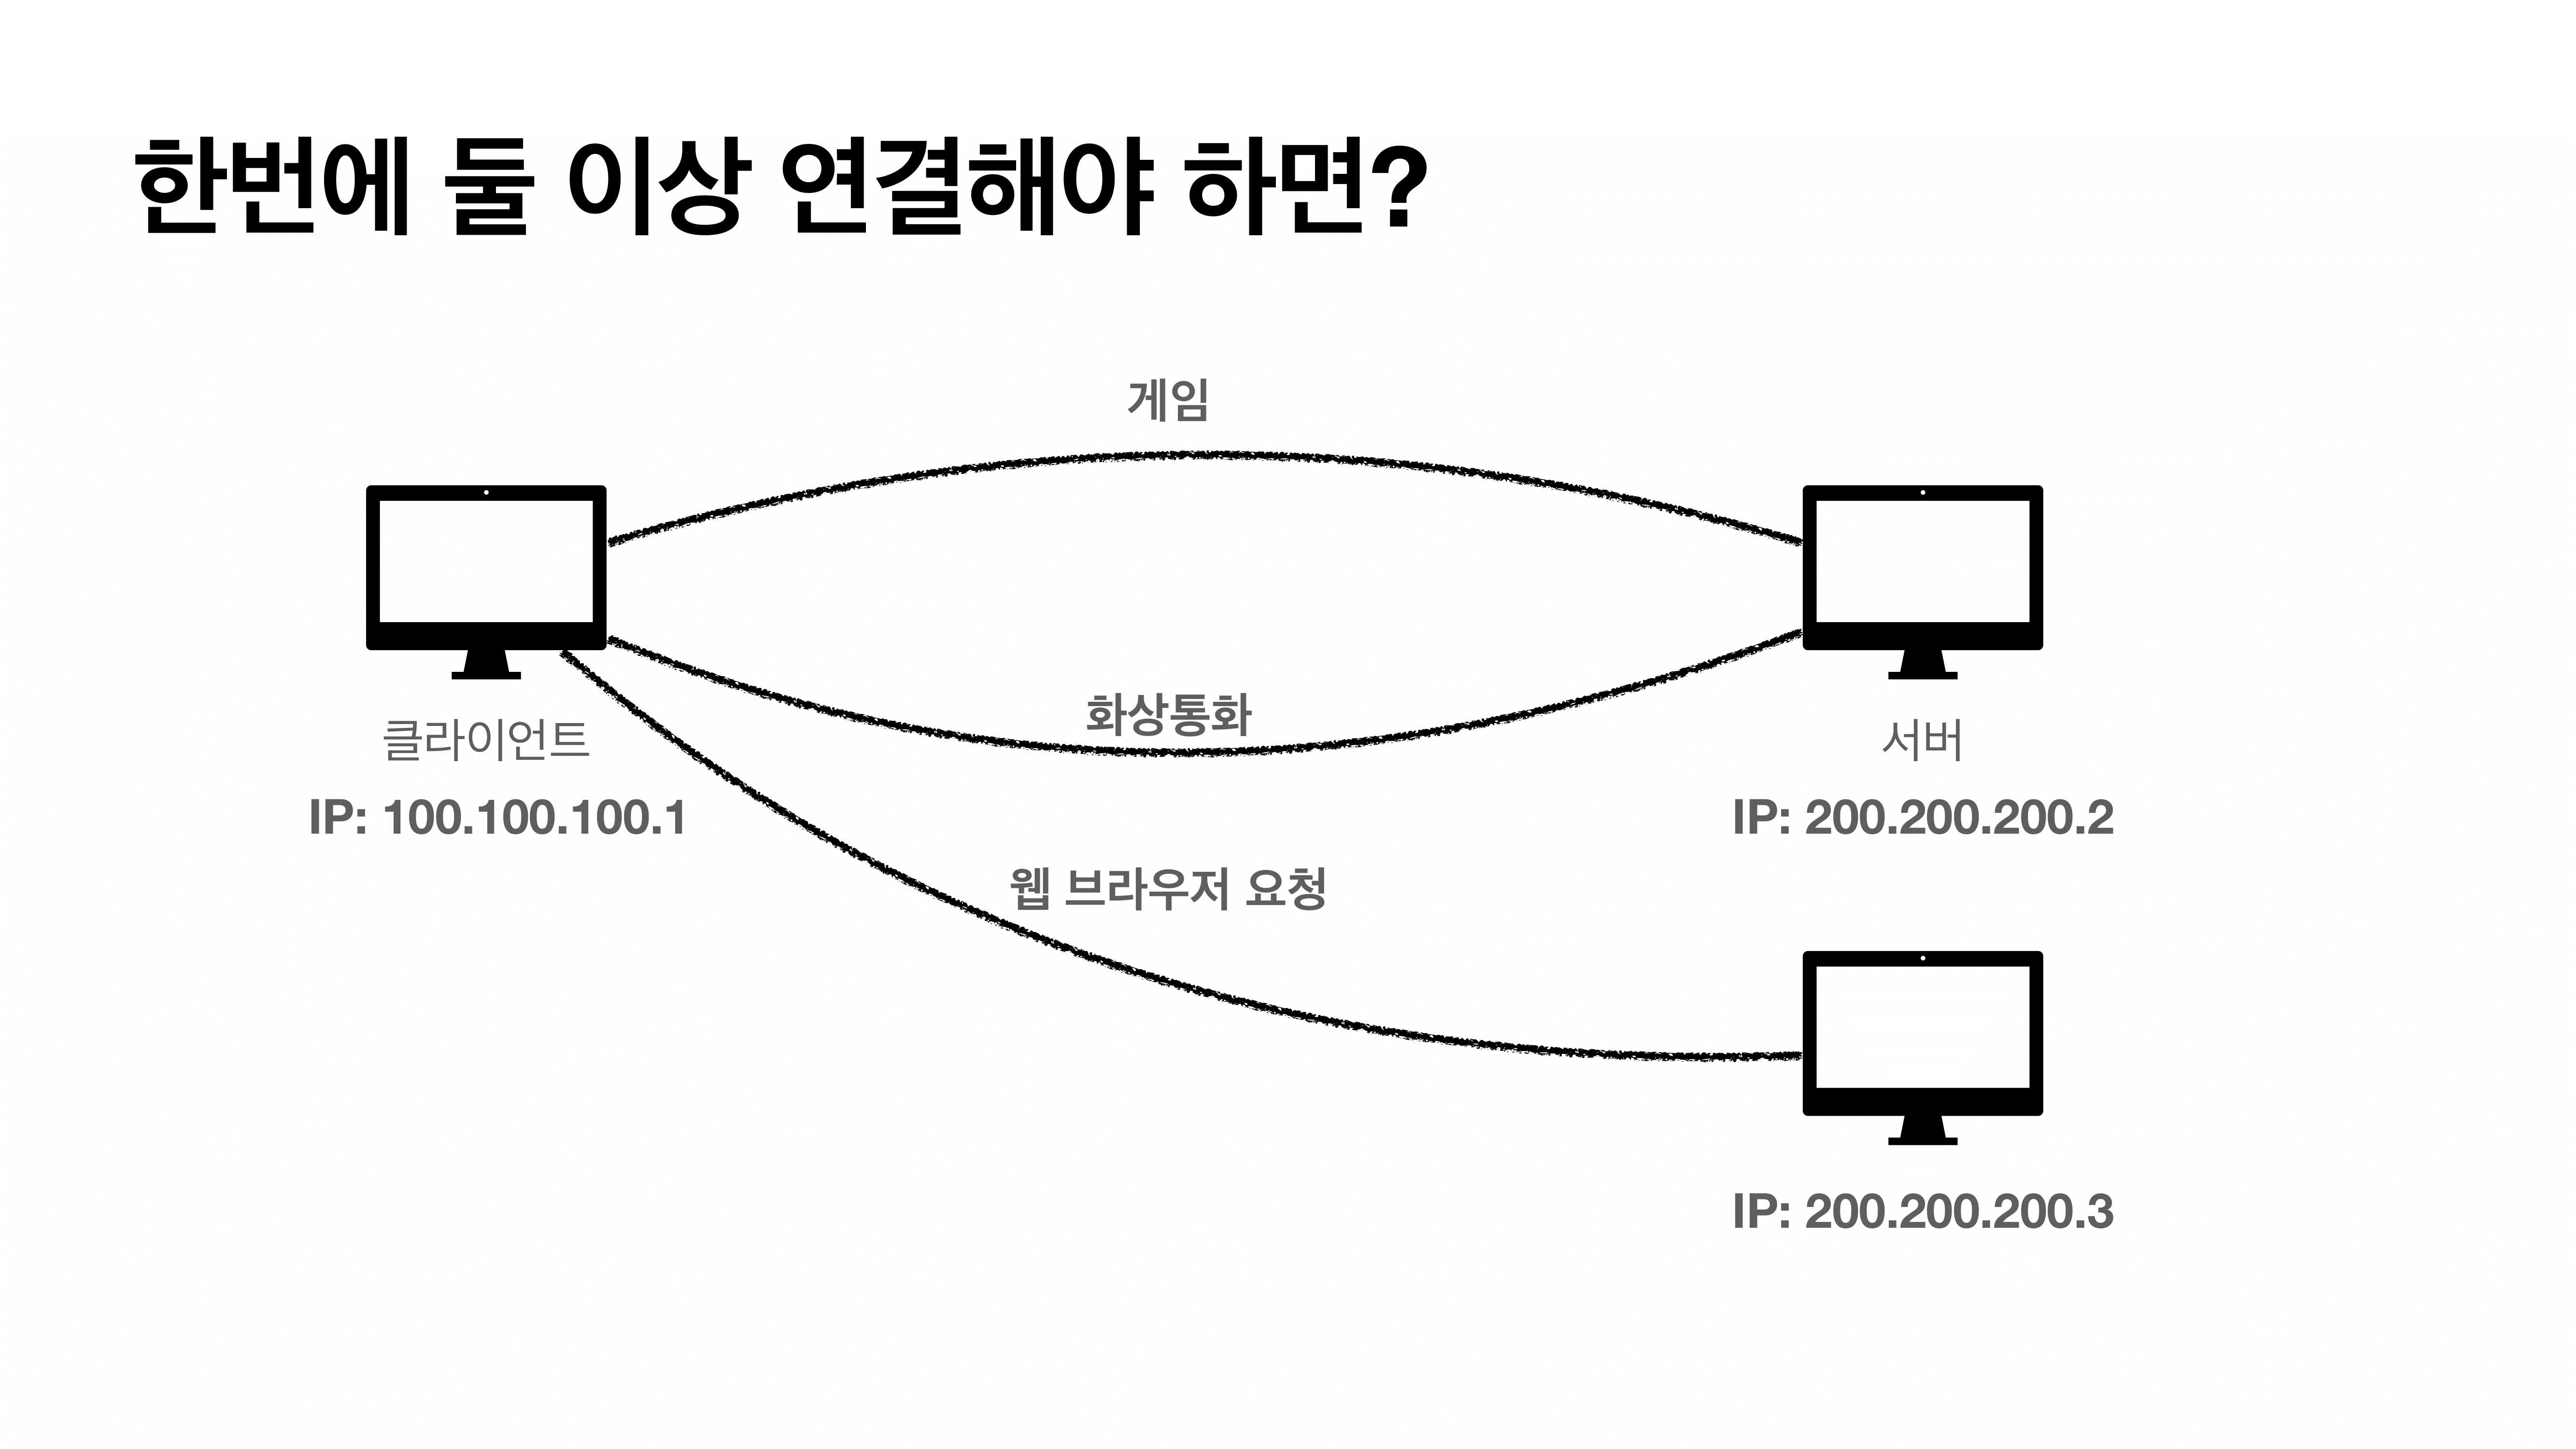 한번에 둘 이상 연결해야 하면?
게임
화상통화
클라이언트
IP: 100.100.100.1
서버
IP: 200.200.200.2
웹 브라우저 요청
IP: 200.200.200.3